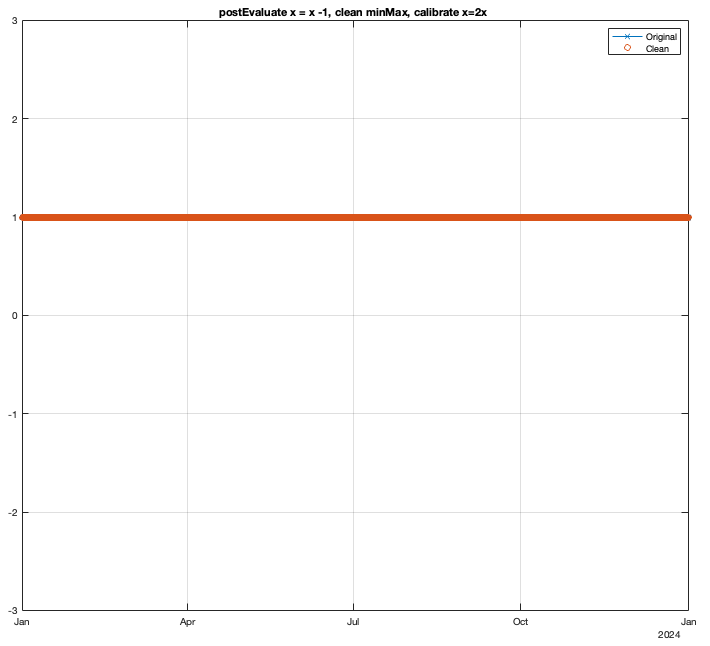 postEvaluate x = x -1, clean minMax, calibrate x=2x
Original
Clean
3
2
1
0
-1
-2
-3
Jan Apr Jul Oct Jan
2024